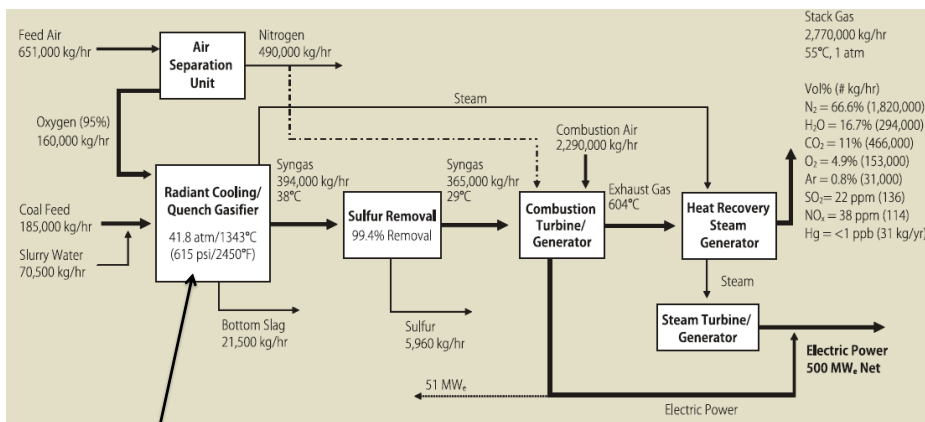 Feed Air
651,000 kg/hr
Air
Separation
Unit
Nitrogen
490,000 kg/hr
Stack Gas
2,770,000 kg/hr
55°C, 1 atm
Vol% (# kg/hr)
N₂ = 66.6% (1,820,000)
H₂O = 16.7% (294,000)
CO₂ = 11% (466,000)
O₂ = 4.9% (153,000)
Ar = 0.8% (31,000)
SO₂= 22 ppm (136)
NOₓ = 38 ppm (114)
Hg = <1 ppb (31 kg/yr)
Steam
Oxygen (95%)
160,000 kg/hr
Combustion Air
2,290,000 kg/hr
Coal Feed
185,000 kg/hr
Slurry Water
70,500 kg/hr
Radiant Cooling/
Quench Gasifier
41.8 atm/1343°C
(615 psi/2450°F)
Syngas
394,000 kg/hr
38°C
Sulfur Removal
99.4% Removal
Syngas
365,000 kg/hr
29°C
Combustion
Turbine/
Generator
Exhaust Gas
604°C
Heat Recovery
Steam
Generator
Steam
Bottom Slag
21,500 kg/hr
Sulfur
5,960 kg/hr
Steam Turbine/
Generator
Electric Power
500 MWₑ Net
51 MWₑ
Electric Power